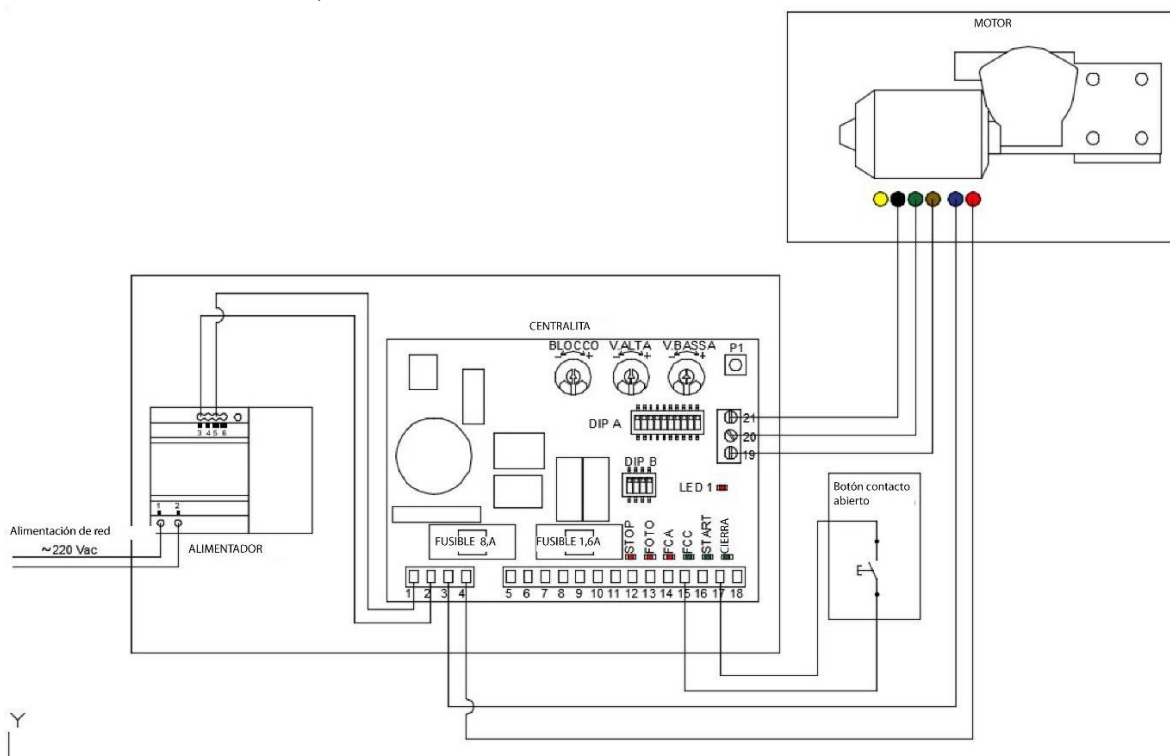 MOTOR
CENTRALITA
BLOCCO V.ALTA V.BASSA P1
- + - + - +
3 4 5 6
DIP A
21
20
19
DIP B
LED 1
Botón contacto
abierto
1 2
Alimentación de red
~220 Vac
ALIMENTADOR
FUSIBLE 8,A
FUSIBLE 1,6A
STOP
FOTO
FCA
FCC
START
CIERRA
1 2 3 4 5 6 7 8 9 10 11 12 13 14 15 16 17 18
Y